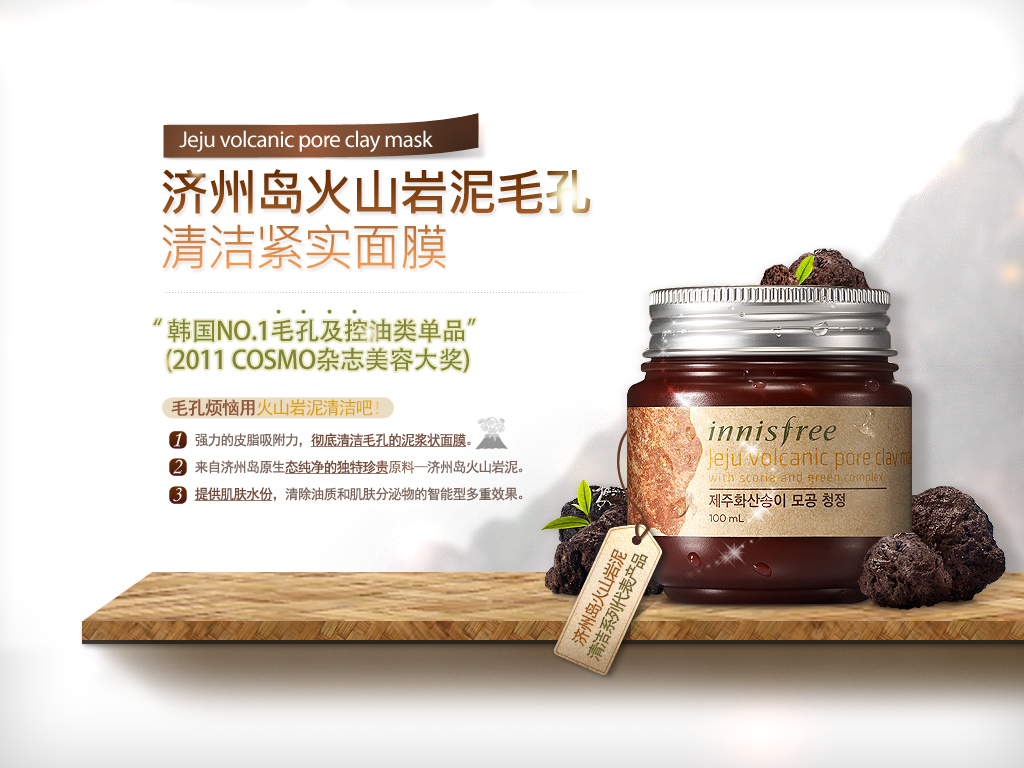 Jeju volcanic pore clay mask
济州岛火山岩泥毛孔
清洁紧实面膜
“韩国NO.1毛孔及控油类单品”
(2011 COSMO杂志美容大奖)
毛孔烦恼用火山岩泥清洁吧!
1 强力的皮脂吸附力，彻底清洁毛孔的泥浆状面膜。
2 来自济州岛原生态纯净的独特珍贵原料—济州岛火山岩泥。
3 提供肌肤水份，清除油质和肌肤分泌物的智能型多重效果。
innisfree
Jeju volcanic pore clay ma
with scoria and green complex
제주화산송이 모공 청정
100 mL
济州岛火山岩泥
清洁系列代表产品